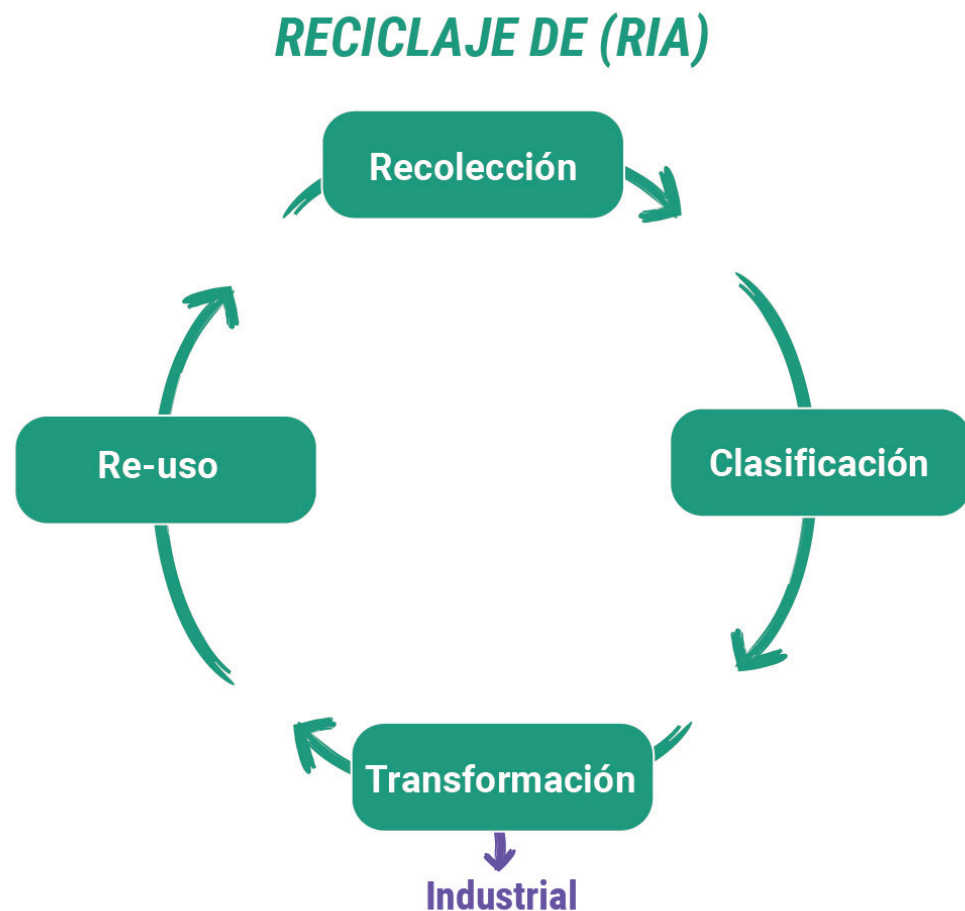 RECICLAJE DE (RIA)
Recolección
Clasificación
Transformación
Industrial
Re-uso